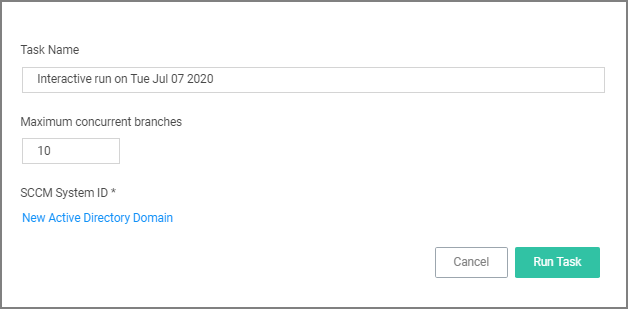 Task Name
Interactive run on Tue Jul 07 2020
Maximum concurrent branches
10
SCCM System ID *
New Active Directory Domain
Cancel
Run Task